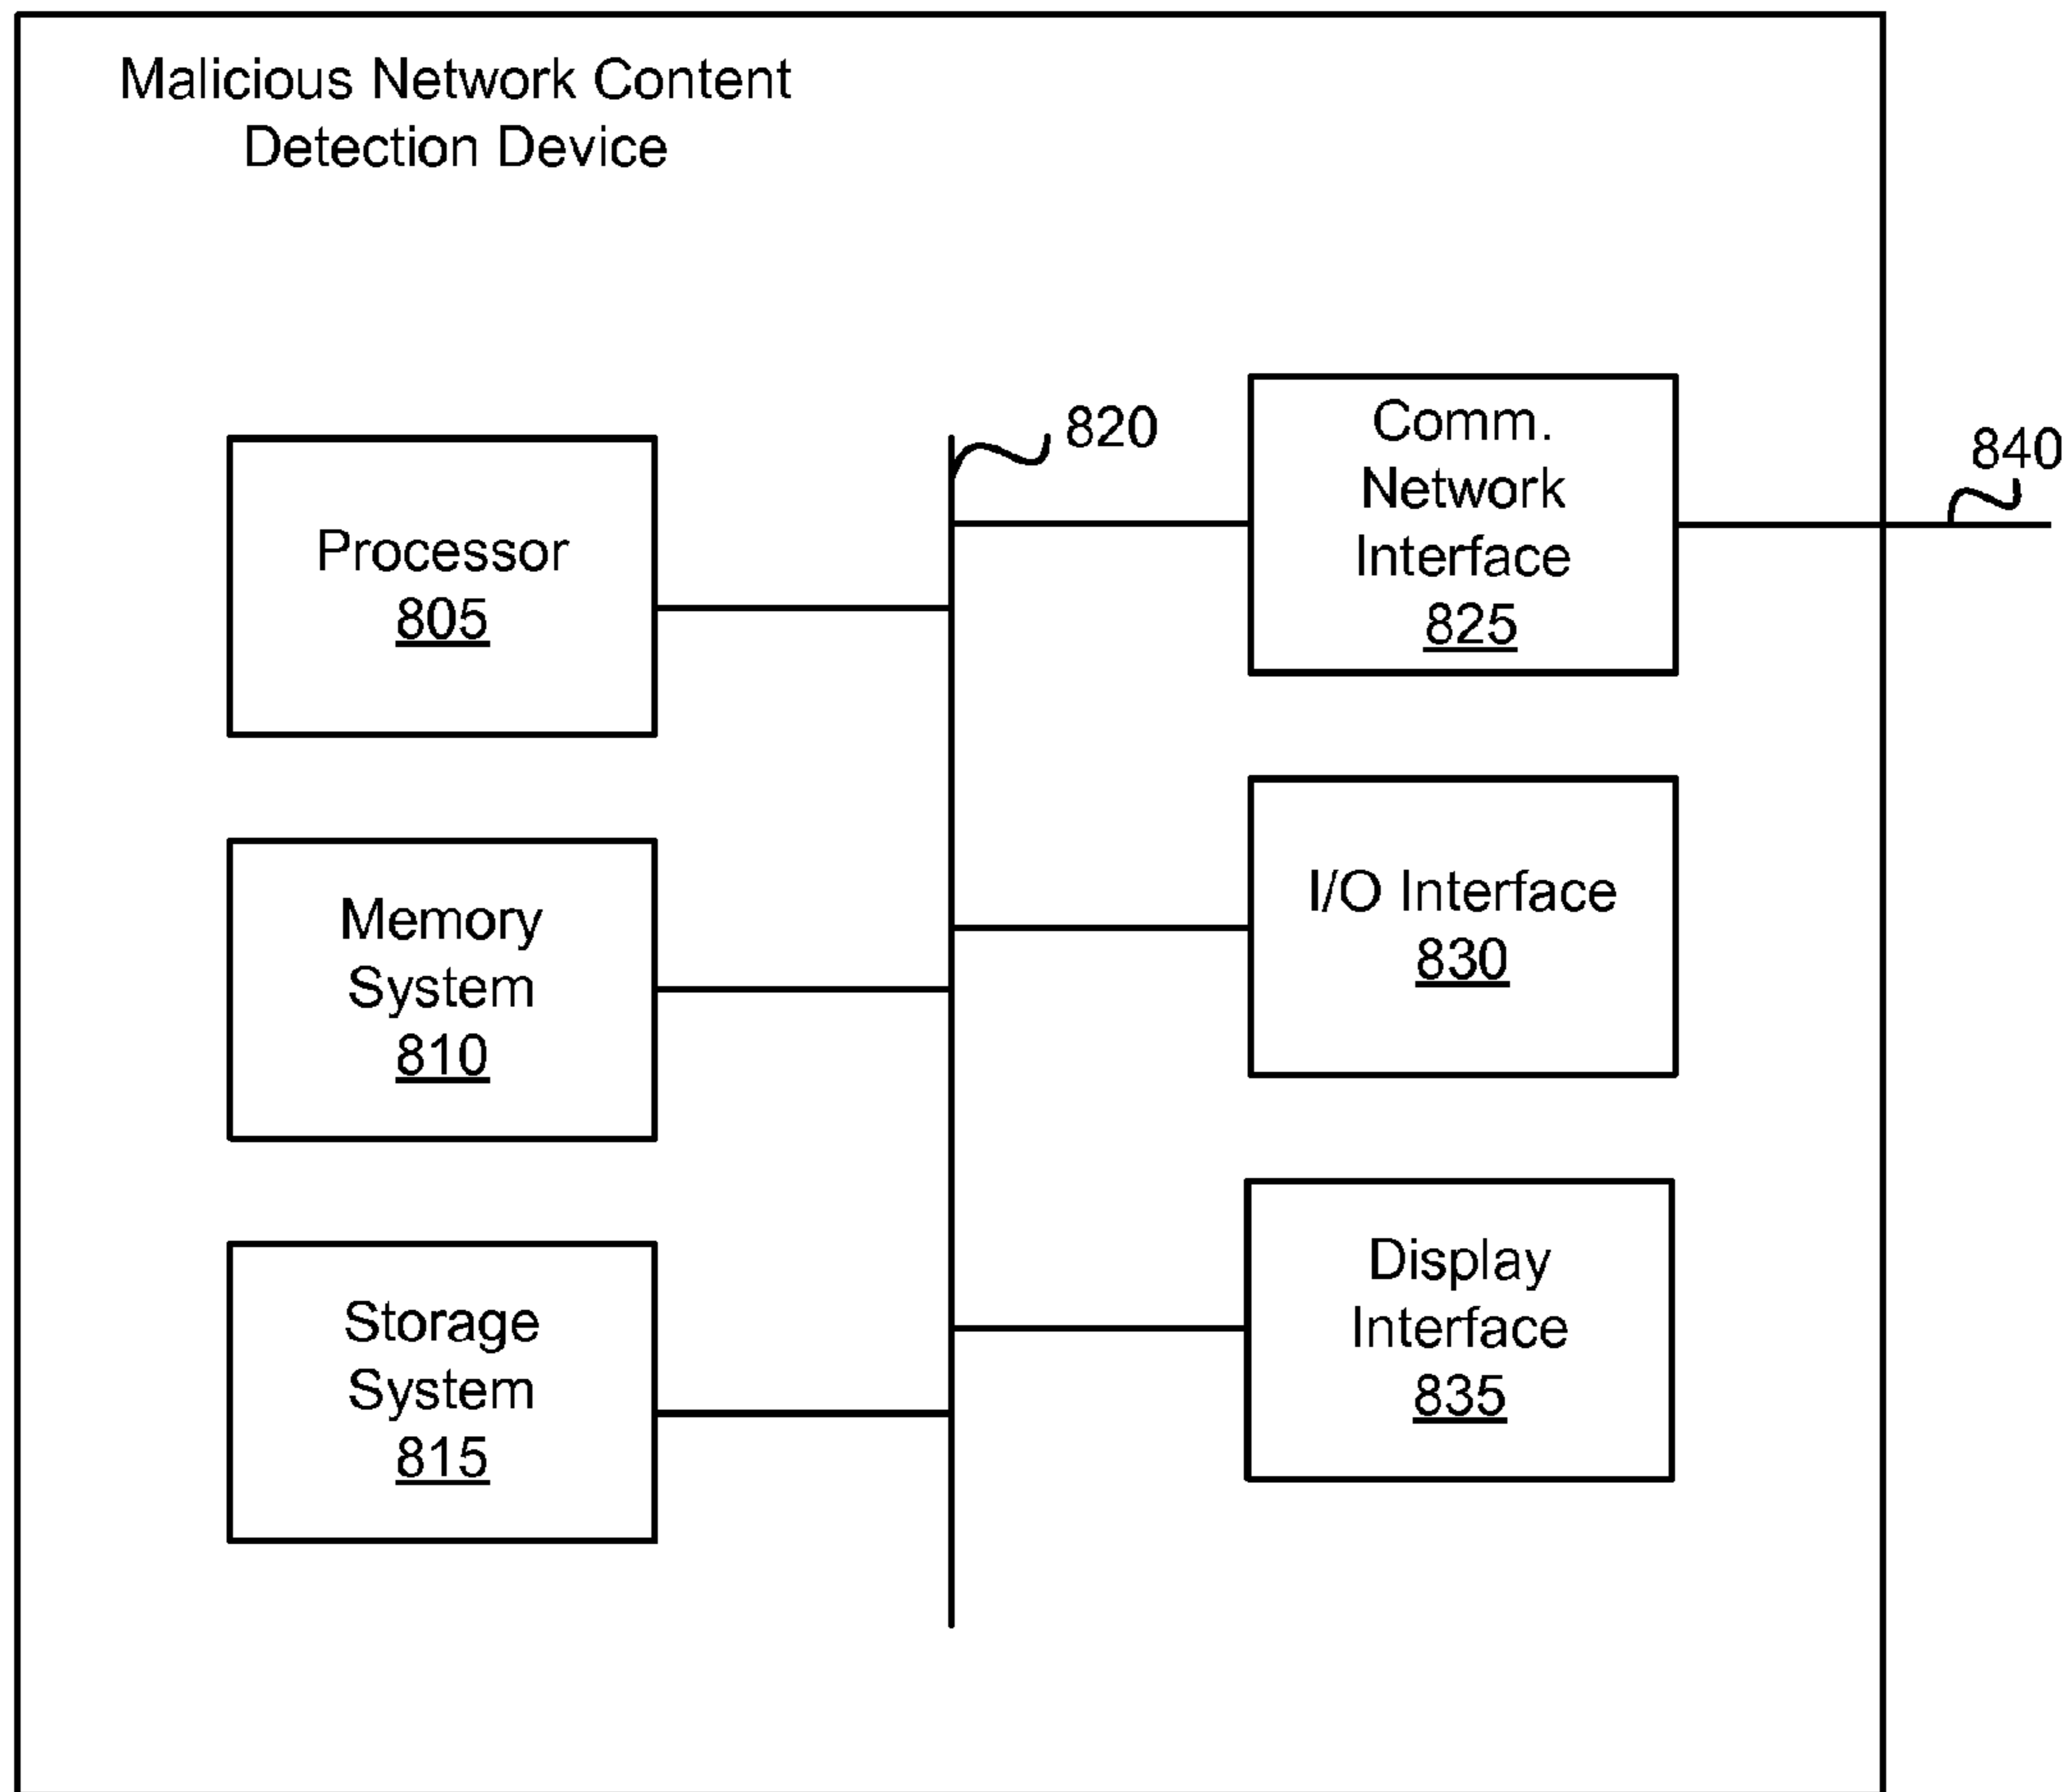 Malicious Network Content
Detection Device
820
840
Processor
805
Comm.
Network
Interface
825
Memory
System
810
I/O Interface
830
Storage
System
815
Display
Interface
835